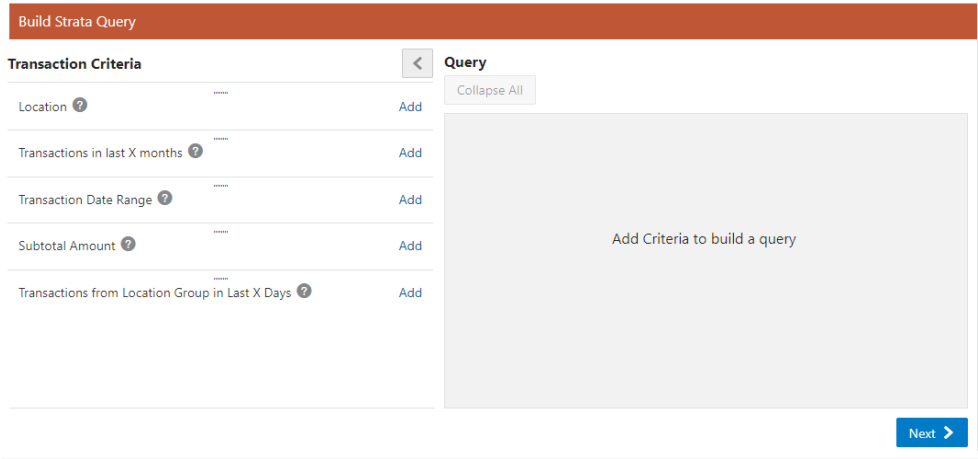 Build Strata Query
Transaction Criteria
Location ?
Add
Transactions in last X months ?
Add
Transaction Date Range ?
Add
Subtotal Amount ?
Add
Transactions from Location Group in Last X Days ?
Add
Query
Collapse All
Add Criteria to build a query
Next